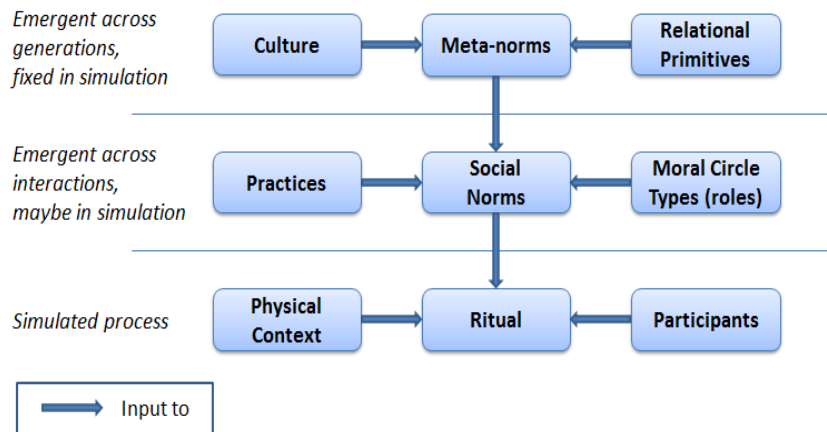 Emergent across
generations,
fixed in simulation
Culture
Meta-norms
Relational
Primitives
Emergent across
interactions,
maybe in simulation
Practices
Social
Norms
Moral Circle
Types (roles)
Simulated process
Physical
Context
Ritual
Participants
Input to